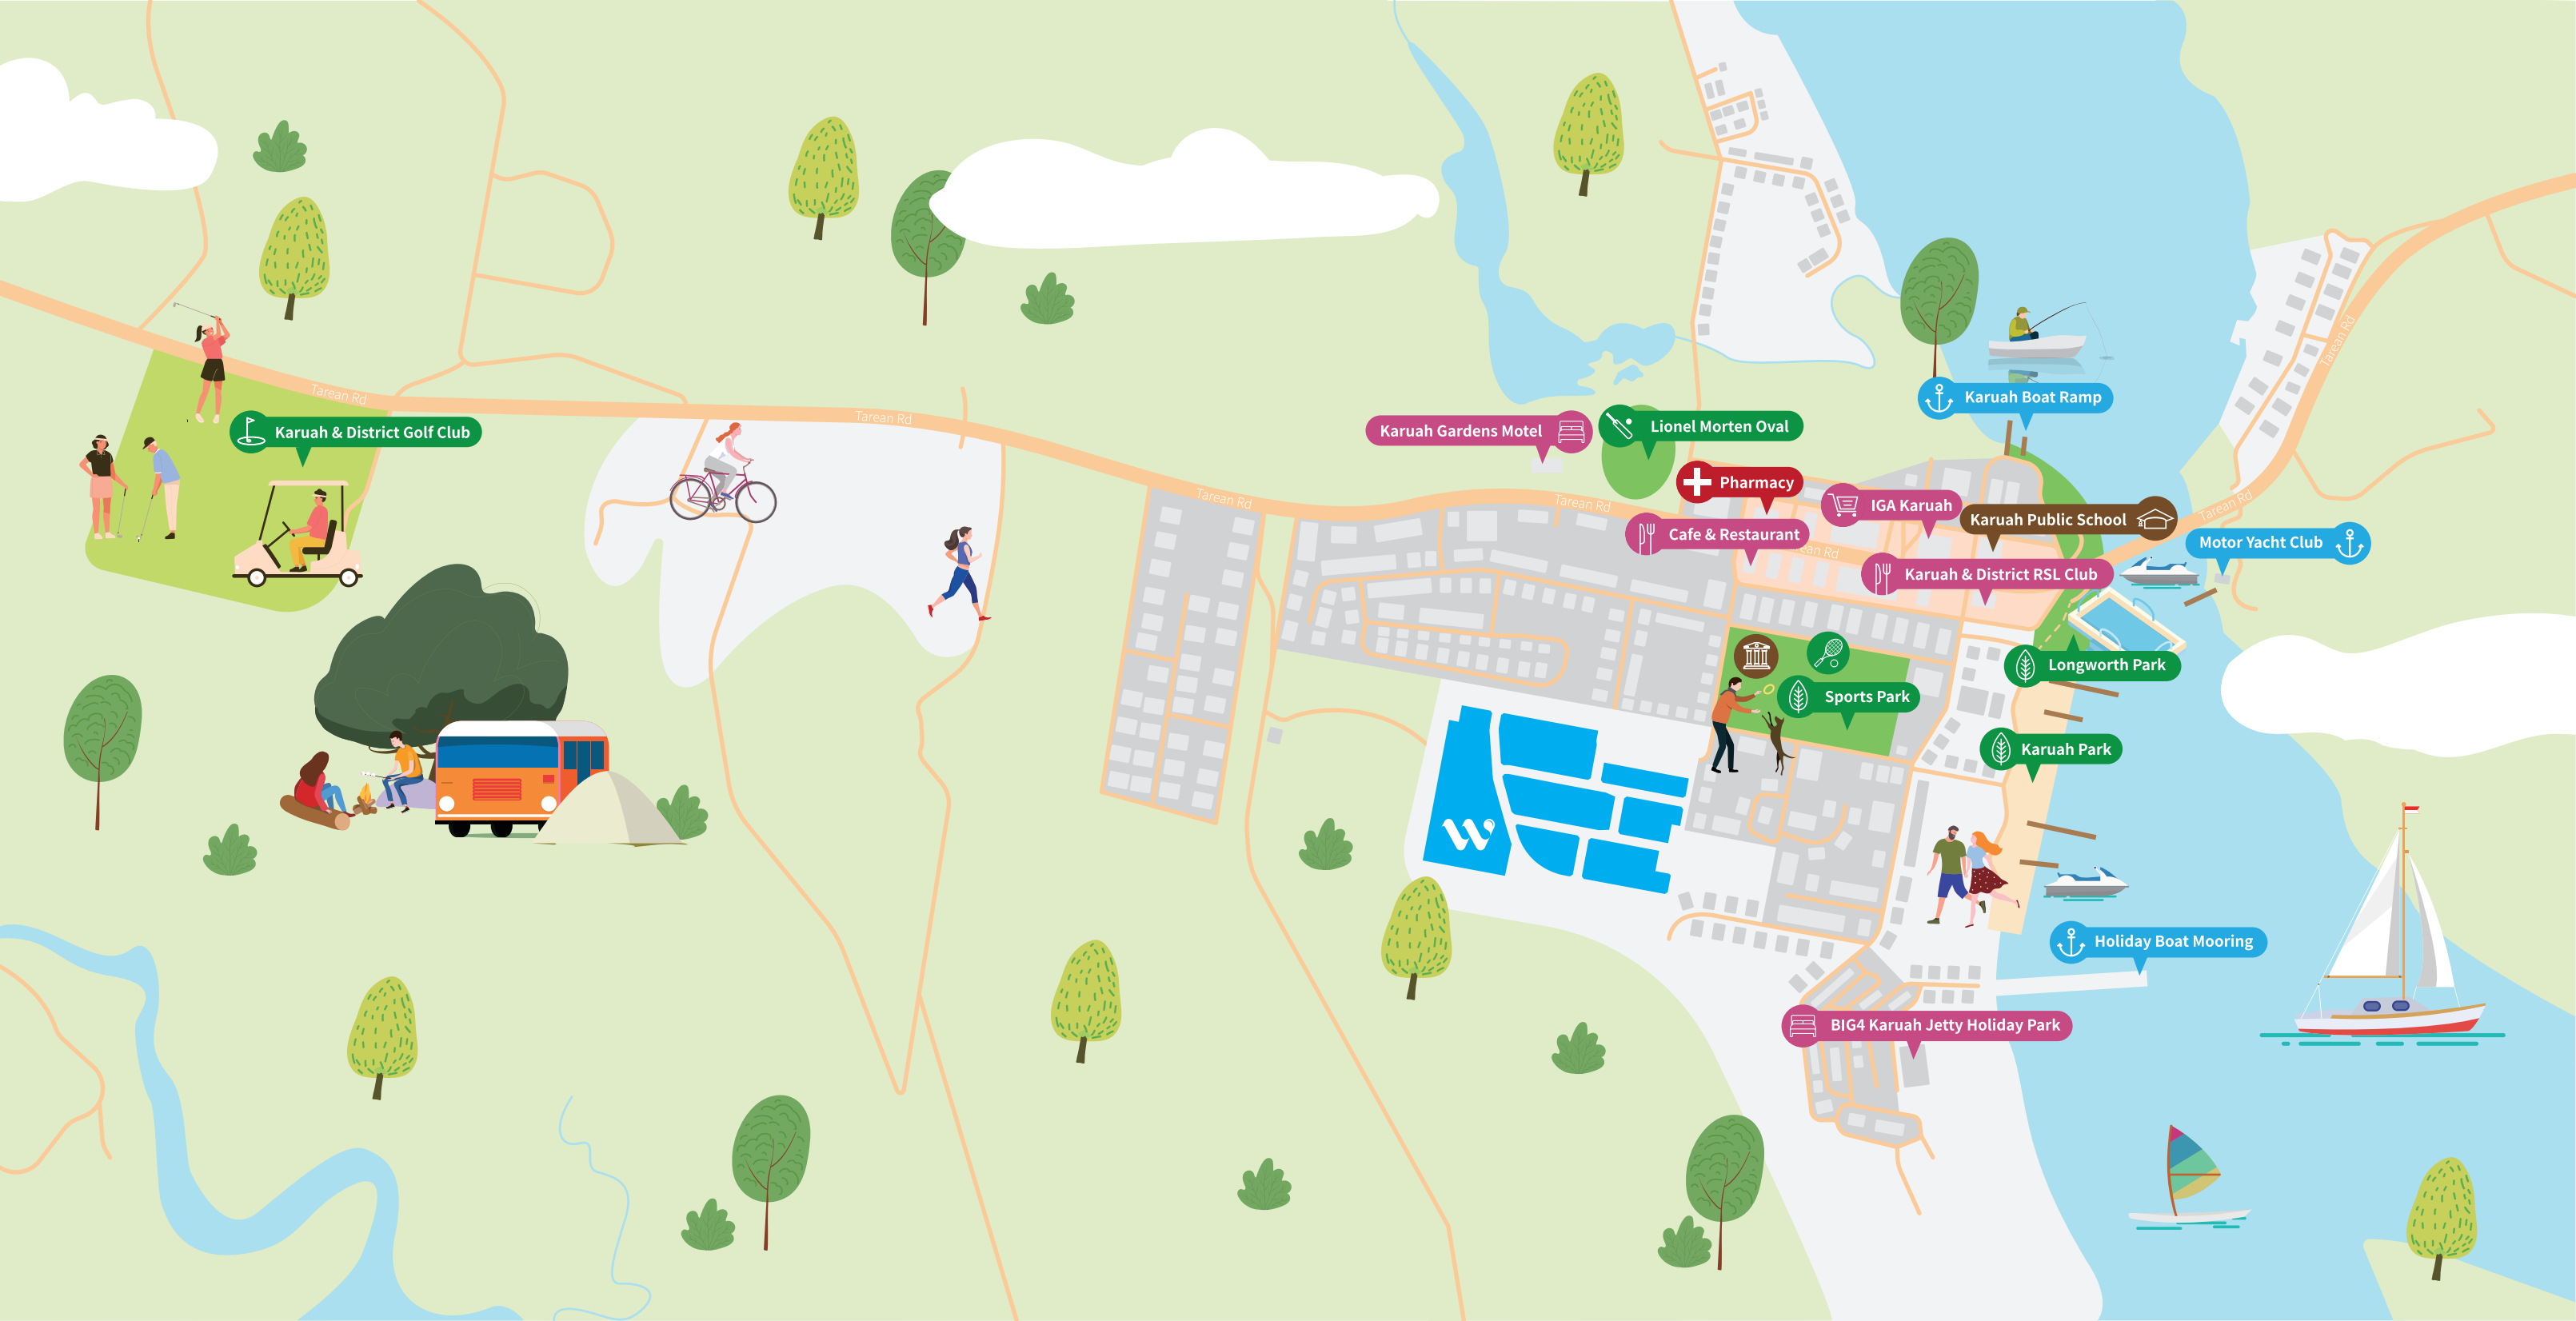 Tarean Rd
Karuah Boat Ramp
Tarean Rd
Tarean Rd
Karuah & District Golf Club
Karuah Gardens Motel
Lionel Morten Oval
Pharmacy
Tarean Rd
Tarean Rd
IGA Karuah
Tarean Rd
Karuah Public School
Cafe & Restaurant
Motor Yacht Club
rean Rd
Karuah & District RSL Club
Longworth Park
Sports Park
Karuah Park
W
Holiday Boat Mooring
BIG4 Karuah Jetty Holiday Park